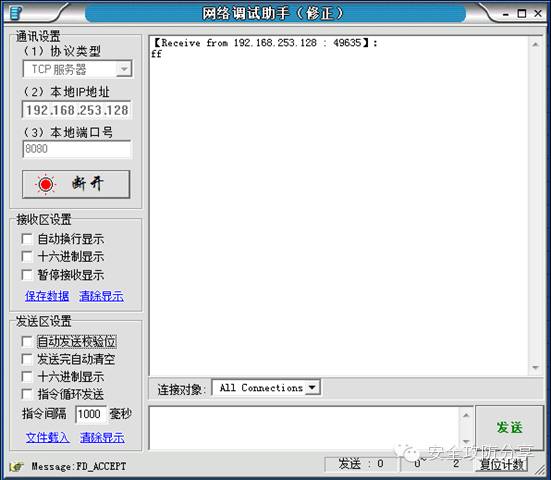 网络调试助手（修正）
通讯设置
（1）协议类型
TCP服务器
（2）本地IP地址
192.168.253.128
（3）本地端口号
8080
断开
接收区设置
自动换行显示
十六进制显示
暂停接收显示
保存数据 清除显示
发送区设置
自动发送校验位
发送完自动清空
十六进制显示
指令循环发送
指令间隔 1000 毫秒
文件载入 清除显示
【Receive from 192.168.253.128 : 49635】:
ff
连接对象: All Connections
发送
安全攻防分享
Message:FD_ACCEPT
发送 : 0
2
复位计数